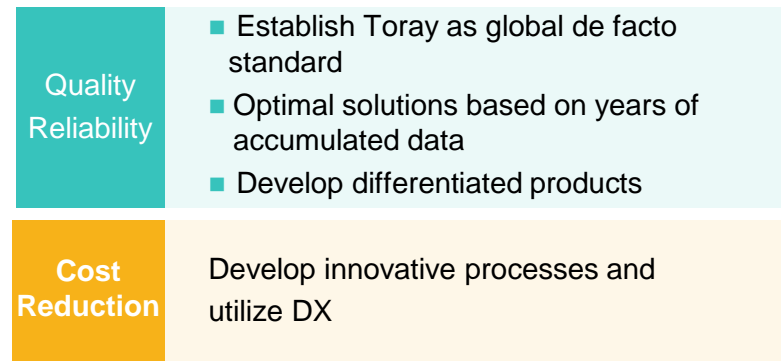 Quality
Reliability
■ Establish Toray as global de facto
standard
■ Optimal solutions based on years of
accumulated data
■ Develop differentiated products
Cost
Reduction
Develop innovative processes and
utilize DX